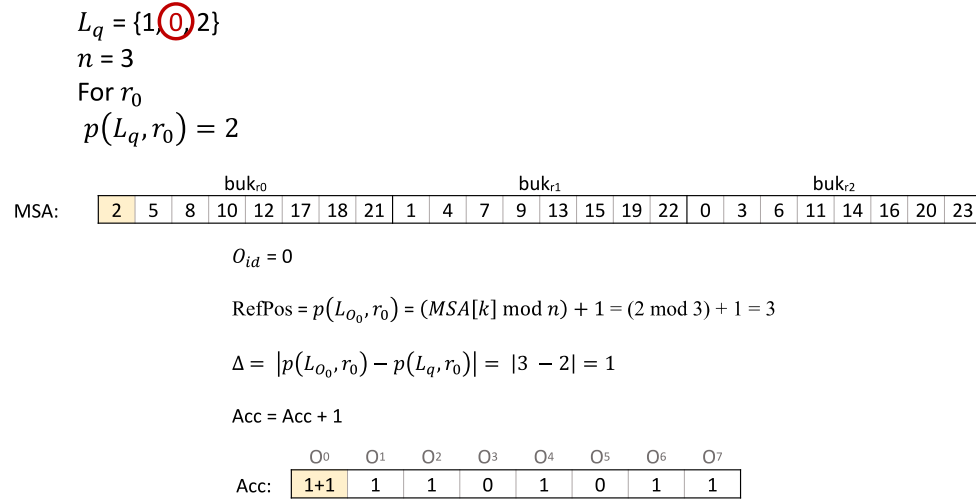 L_q = {1, 0, 2}
n = 3
For r_0
p(L_q, r_0) = 2
buk_r0 buk_r1 buk_r2
MSA: 2 5 8 10 12 17 18 21 1 4 7 9 13 15 19 22 0 3 6 11 14 16 20 23
O_id = 0
RefPos = p(L_{O_0}, r_0) = (MSA[k] mod n) + 1 = (2 mod 3) + 1 = 3
Δ = |p(L_{O_0}, r_0) − p(L_q, r_0)| = |3 − 2| = 1
Acc = Acc + 1
O0 O1 O2 O3 O4 O5 O6 O7
Acc: 1+1 1 1 0 1 0 1 1